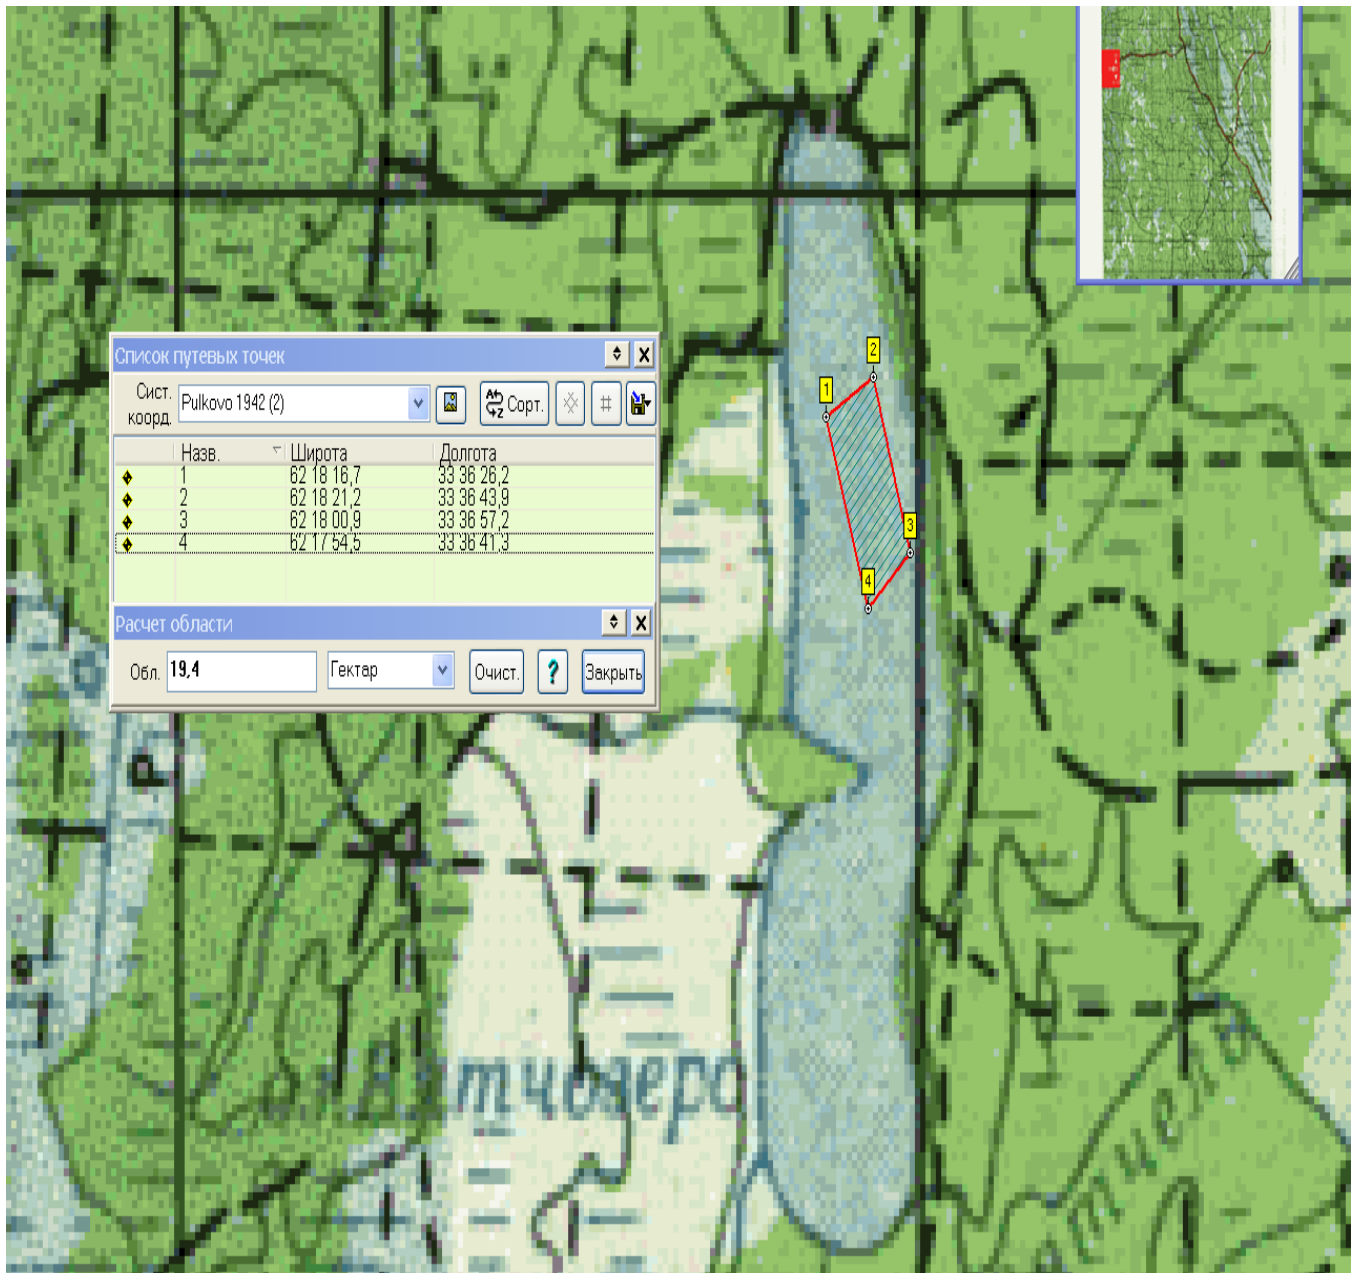 2
1
Список путевых точек
Сист. коорд. Pulkovo 1942 (2) Сорт.
Назв. Широта Долгота
1 62 18 16,7 33 36 26,2
2 62 18 21,2 33 36 43,9
3 62 18 00,9 33 36 57,2
4 62 17 54,5 33 36 41,3
3
4
Расчет области
Обл. 19,4 Гектар Очист. ? Закрыть
Р